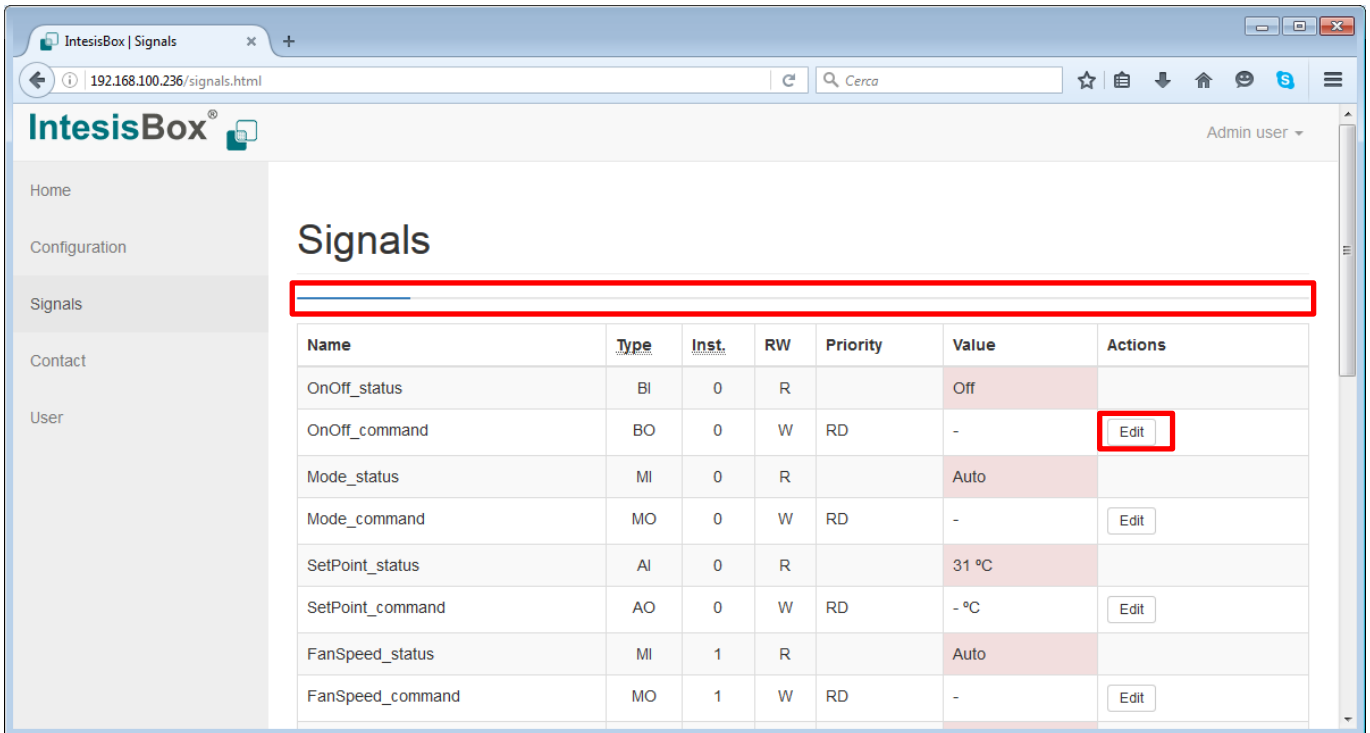 IntesisBox | Signals
192.168.100.236/signals.html
Cerca
IntesisBox®
Admin user
Home
Configuration
Signals
Contact
User
Signals
Name Type Inst. RW Priority Value Actions
OnOff_status BI 0 R Off
OnOff_command BO 0 W RD - Edit
Mode_status MI 0 R Auto
Mode_command MO 0 W RD - Edit
SetPoint_status AI 0 R 31 ºC
SetPoint_command AO 0 W RD - ºC Edit
FanSpeed_status MI 1 R Auto
FanSpeed_command MO 1 W RD - Edit